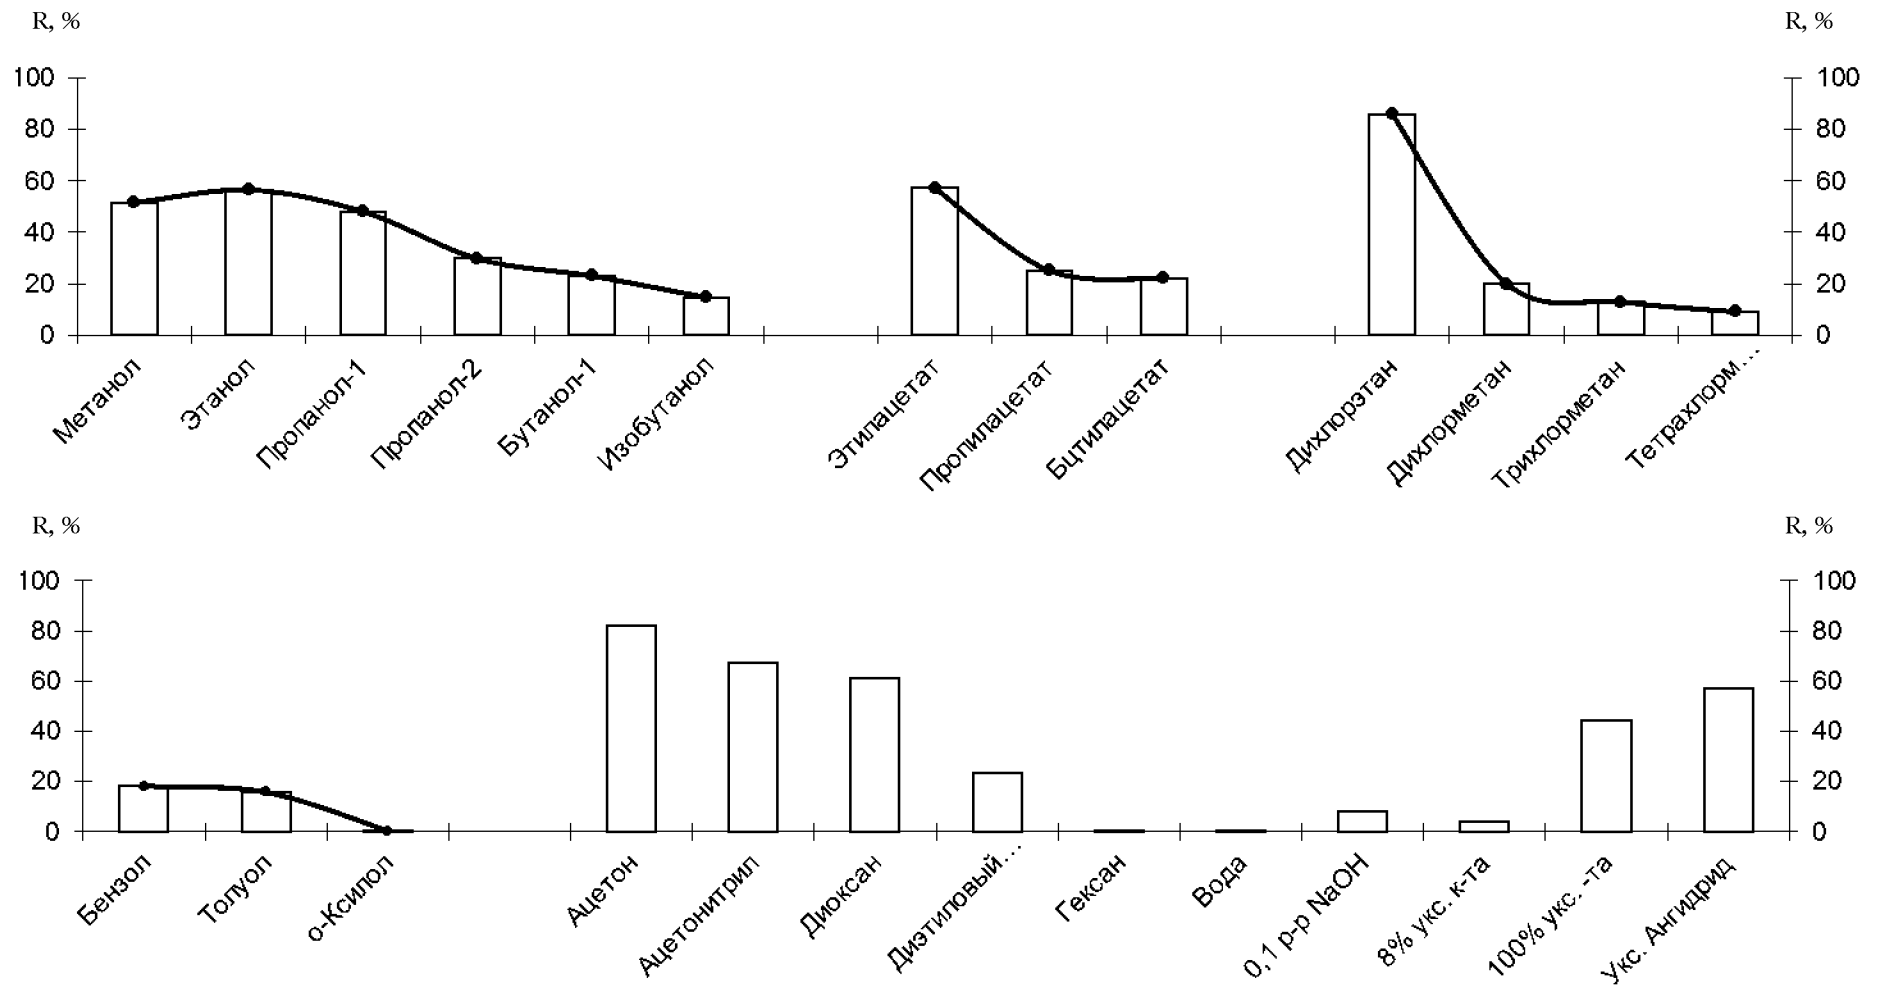 R, %
R, %
100
80
60
40
20
0
100
80
60
40
20
0
Метанол
Этанол
Пропанол-1
Пропанол-2
Бутанол-1
Изобутанол
Этилацетат
Пропилацетат
Бцтилацетат
Дихлорэтан
Дихлорметан
Трихлорметан
Тетрахлорм...
R, %
R, %
100
80
60
40
20
0
100
80
60
40
20
0
Бензол
Толуол
о-Ксилол
Ацетон
Ацетонитрил
Диоксан
Диэтиловый...
Гексан
Вода
0,1 р-р NaOH
8% укс. к-та
100% укс. -та
Укс. Ангидрид